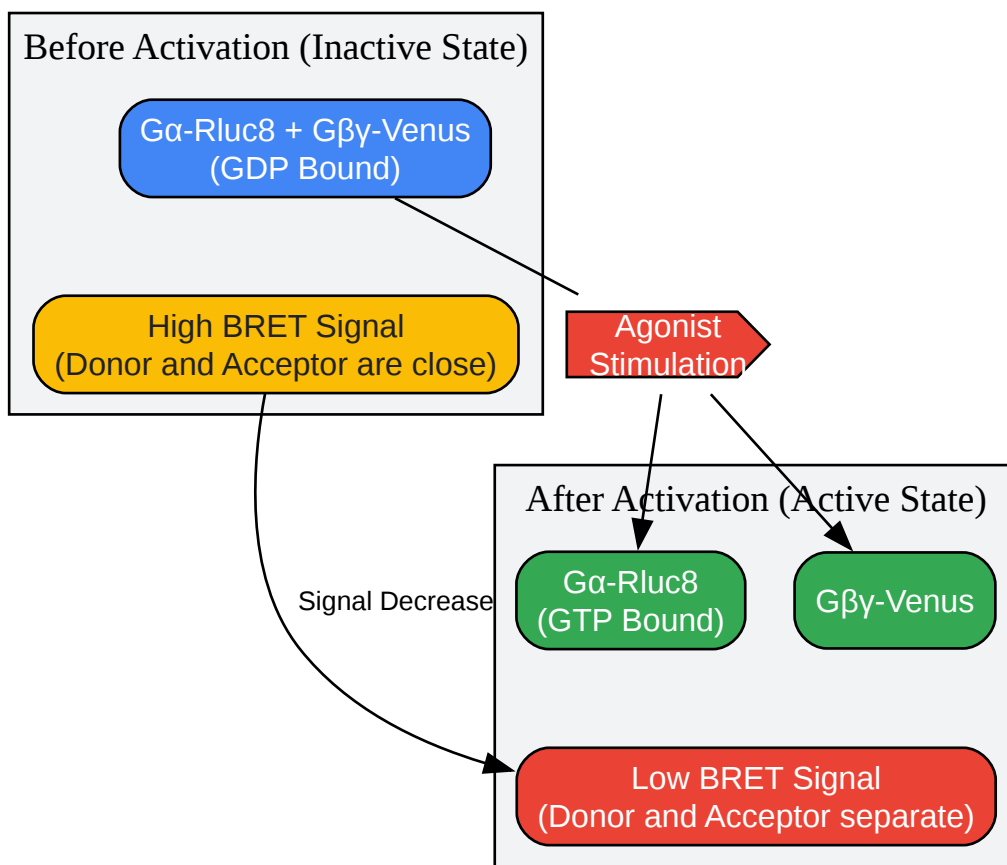 Before Activation (Inactive State)
Gα-Rluc8 + Gβγ-Venus
(GDP Bound)
High BRET Signal
(Donor and Acceptor are close)
Agonist
Stimulation
After Activation (Active State)
Gα-Rluc8
(GTP Bound)
Gβγ-Venus
Signal Decrease
Low BRET Signal
(Donor and Acceptor separate)